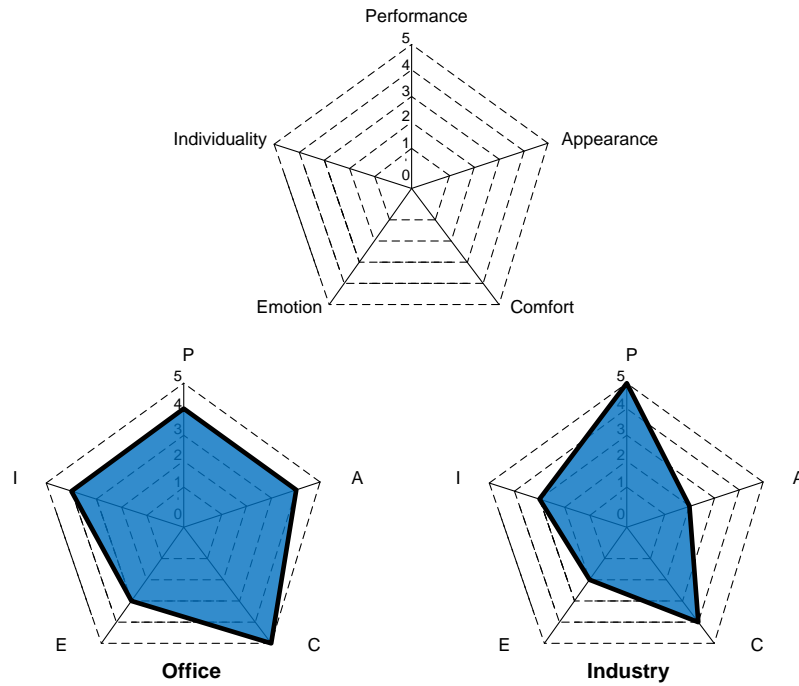 Performance
5
4
3
2
1
0
Individuality
Appearance
Emotion
Comfort
P
5
4
3
2
1
0
I
A
E
C
Office
P
5
4
3
2
1
0
I
A
E
C
Industry